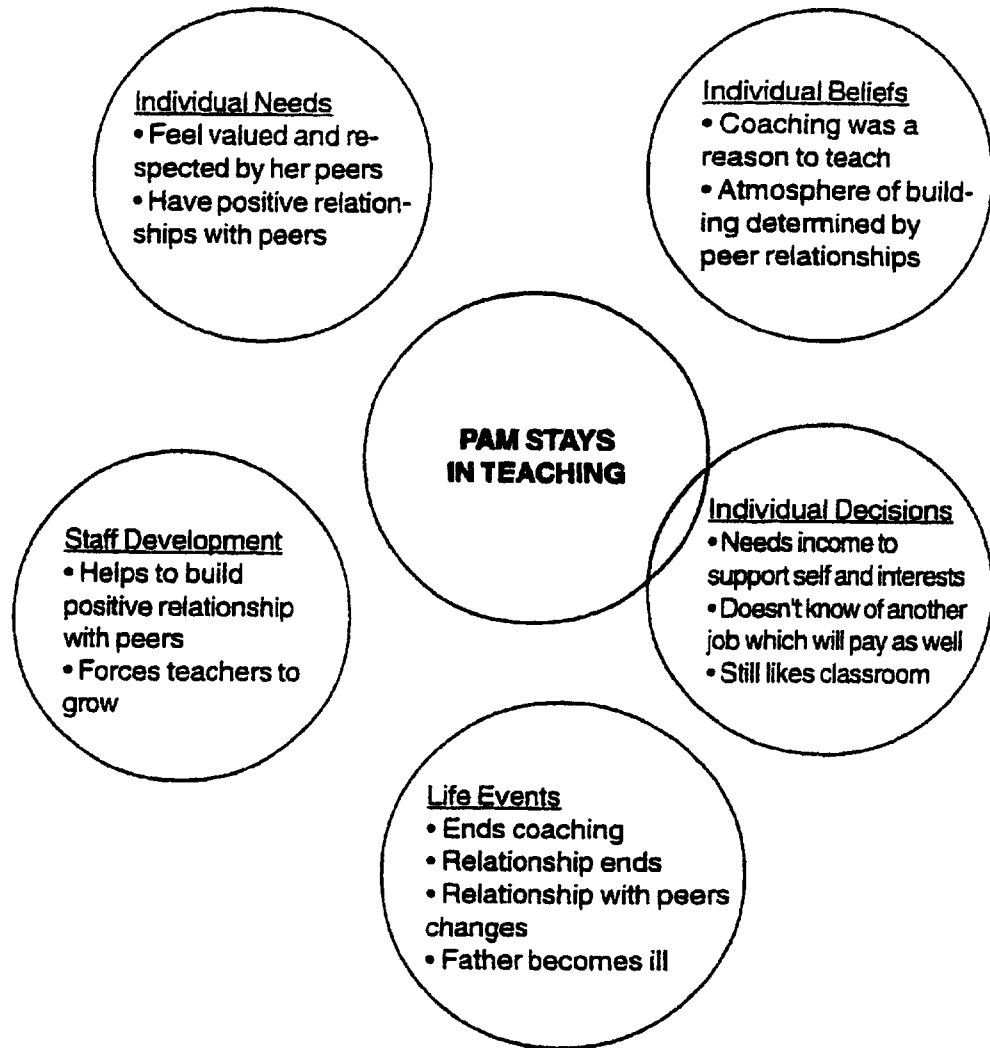 Individual Needs
• Feel valued and re-
spected by her peers
• Have positive relation-
ships with peers
Individual Beliefs
• Coaching was a
reason to teach
• Atmosphere of build-
ing determined by
peer relationships
PAM STAYS
IN TEACHING
Staff Development
• Helps to build
positive relationship
with peers
• Forces teachers to
grow
Individual Decisions
• Needs income to
support self and interests
• Doesn't know of another
job which will pay as well
• Still likes classroom
Life Events
• Ends coaching
• Relationship ends
• Relationship with peers
changes
• Father becomes ill